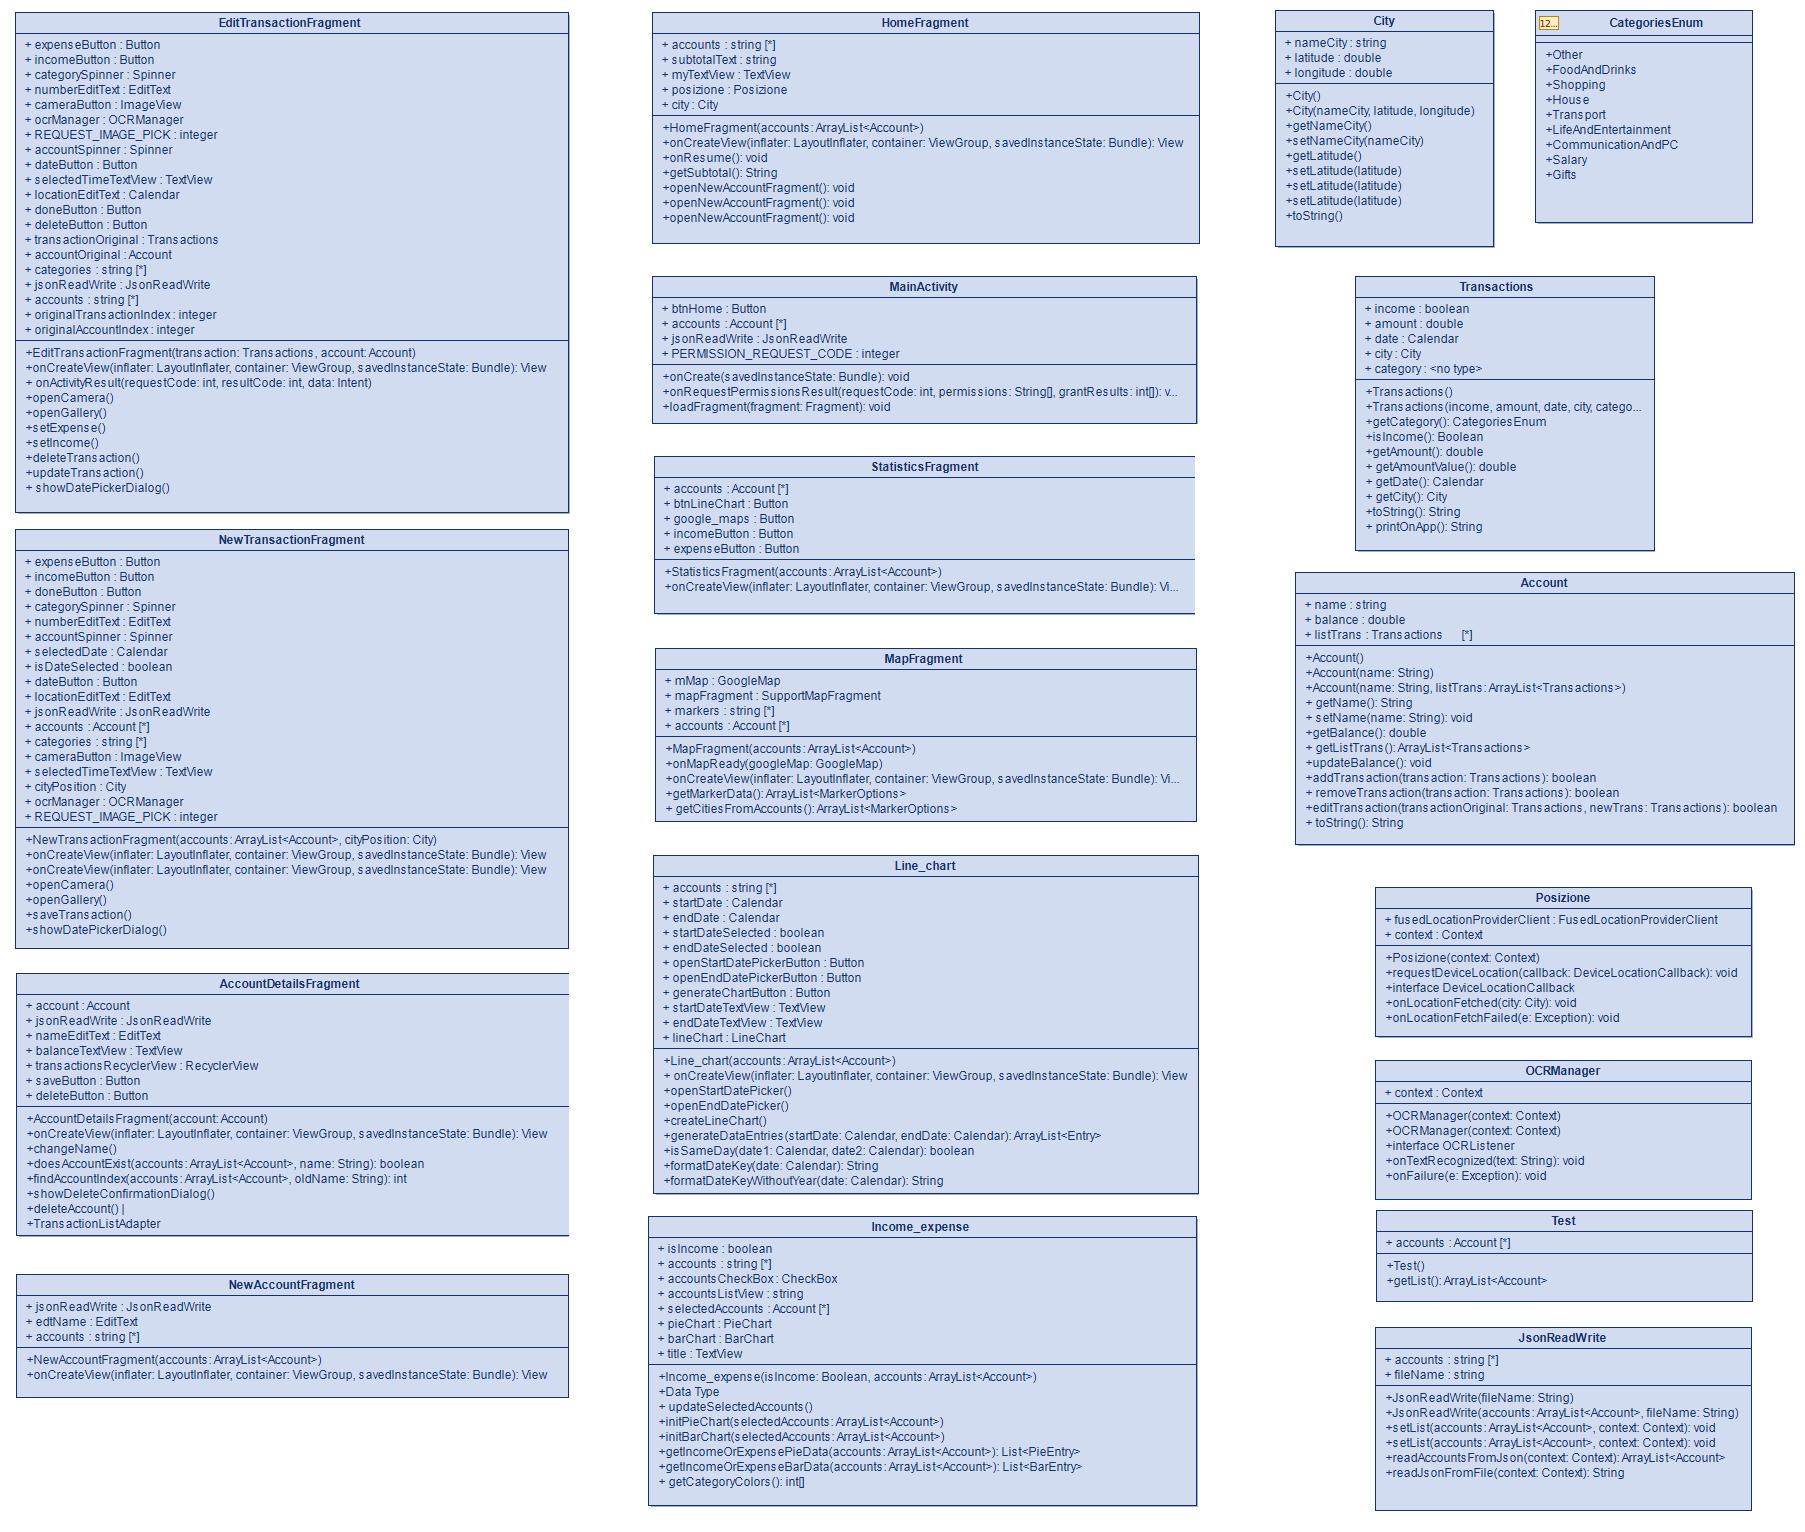 EditTransactionFragment
+ expenseButton : Button
+ incomeButton : Button
+ categorySpinner : Spinner
+ numberEditText : EditText
+ cameraButton : ImageView
+ ocrManager : OCRManager
+ REQUEST_IMAGE_PICK : integer
+ accountSpinner : Spinner
+ dateButton : Button
+ selectedTimeTextView : TextView
+ locationEditText : Calendar
+ doneButton : Button
+ deleteButton : Button
+ transactionOriginal : Transactions
+ accountOriginal : Account
+ categories : string [*]
+ jsonReadWrite : JsonReadWrite
+ accounts : string [*]
+ originalTransactionIndex : integer
+ originalAccountIndex : integer
+EditTransactionFragment(transaction: Transactions, account: Account)
+onCreateView(inflater: LayoutInflater, container: ViewGroup, savedInstanceState: Bundle): View
+ onActivityResult(requestCode: int, resultCode: int, data: Intent)
+openCamera()
+openGallery()
+setExpense()
+setIncome()
+deleteTransaction()
+updateTransaction()
+ showDatePickerDialog()
NewTransactionFragment
+ expenseButton : Button
+ incomeButton : Button
+ doneButton : Button
+ categorySpinner : Spinner
+ numberEditText : EditText
+ accountSpinner : Spinner
+ selectedDate : Calendar
+ isDateSelected : boolean
+ dateButton : Button
+ locationEditText : EditText
+ jsonReadWrite : JsonReadWrite
+ accounts : Account [*]
+ categories : string [*]
+ cameraButton : ImageView
+ selectedTimeTextView : TextView
+ cityPosition : City
+ ocrManager : OCRManager
+ REQUEST_IMAGE_PICK : integer
+NewTransactionFragment(accounts: ArrayList<Account>, cityPosition: City)
+onCreateView(inflater: LayoutInflater, container: ViewGroup, savedInstanceState: Bundle): View
+onCreateView(inflater: LayoutInflater, container: ViewGroup, savedInstanceState: Bundle): View
+openCamera()
+openGallery()
+saveTransaction()
+showDatePickerDialog()
AccountDetailsFragment
+ account : Account
+ jsonReadWrite : JsonReadWrite
+ nameEditText : EditText
+ balanceTextView : TextView
+ transactionsRecyclerView : RecyclerView
+ saveButton : Button
+ deleteButton : Button
+AccountDetailsFragment(account: Account)
+onCreateView(inflater: LayoutInflater, container: ViewGroup, savedInstanceState: Bundle): View
+changeName()
+doesAccountExist(accounts: ArrayList<Account>, name: String): boolean
+findAccountIndex(accounts: ArrayList<Account>, oldName: String): int
+showDeleteConfirmationDialog()
+deleteAccount() |
+TransactionListAdapter
NewAccountFragment
+ jsonReadWrite : JsonReadWrite
+ edtName : EditText
+ accounts : string [*]
+NewAccountFragment(accounts: ArrayList<Account>)
+onCreateView(inflater: LayoutInflater, container: ViewGroup, savedInstanceState: Bundle): View
HomeFragment
+ accounts : string [*]
+ subtotalText : string
+ myTextView : TextView
+ posizione : Posizione
+ city : City
+HomeFragment(accounts: ArrayList<Account>)
+onCreateView(inflater: LayoutInflater, container: ViewGroup, savedInstanceState: Bundle): View
+onResume(): void
+getSubtotal(): String
+openNewAccountFragment(): void
+openNewAccountFragment(): void
+openNewAccountFragment(): void
MainActivity
+ btnHome : Button
+ accounts : Account [*]
+ jsonReadWrite : JsonReadWrite
+ PERMISSION_REQUEST_CODE : integer
+onCreate(savedInstanceState: Bundle): void
+onRequestPermissionsResult(requestCode: int, permissions: String[], grantResults: int[]): v...
+loadFragment(fragment: Fragment): void
StatisticsFragment
+ accounts : Account [*]
+ btnLineChart : Button
+ google_maps : Button
+ incomeButton : Button
+ expenseButton : Button
+StatisticsFragment(accounts: ArrayList<Account>)
+onCreateView(inflater: LayoutInflater, container: ViewGroup, savedInstanceState: Bundle): Vi...
MapFragment
+ mMap : GoogleMap
+ mapFragment : SupportMapFragment
+ markers : string [*]
+ accounts : Account [*]
+MapFragment(accounts: ArrayList<Account>)
+onMapReady(googleMap: GoogleMap)
+onCreateView(inflater: LayoutInflater, container: ViewGroup, savedInstanceState: Bundle): Vi...
+getMarkerData(): ArrayList<MarkerOptions>
+ getCitiesFromAccounts(): ArrayList<MarkerOptions>
Line_chart
+ accounts : string [*]
+ startDate : Calendar
+ endDate : Calendar
+ startDateSelected : boolean
+ endDateSelected : boolean
+ openStartDatePickerButton : Button
+ openEndDatePickerButton : Button
+ generateChartButton : Button
+ startDateTextView : TextView
+ endDateTextView : TextView
+ lineChart : LineChart
+Line_chart(accounts: ArrayList<Account>)
+ onCreateView(inflater: LayoutInflater, container: ViewGroup, savedInstanceState: Bundle): View
+openStartDatePicker()
+openEndDatePicker()
+createLineChart()
+generateDataEntries(startDate: Calendar, endDate: Calendar): ArrayList<Entry>
+isSameDay(date1: Calendar, date2: Calendar): boolean
+formatDateKey(date: Calendar): String
+formatDateKeyWithoutYear(date: Calendar): String
Income_expense
+ isIncome : boolean
+ accounts : string [*]
+ accountsCheckBox : CheckBox
+ accountsListView : string
+ selectedAccounts : Account [*]
+ pieChart : PieChart
+ barChart : BarChart
+ title : TextView
+Income_expense(isIncome: Boolean, accounts: ArrayList<Account>)
+Data Type
+ updateSelectedAccounts()
+initPieChart(selectedAccounts: ArrayList<Account>)
+initBarChart(selectedAccounts: ArrayList<Account>)
+getIncomeOrExpensePieData(accounts: ArrayList<Account>): List<PieEntry>
+getIncomeOrExpenseBarData(accounts: ArrayList<Account>): List<BarEntry>
+ getCategoryColors(): int[]
City
+ nameCity : string
+ latitude : double
+ longitude : double
+City()
+City(nameCity, latitude, longitude)
+getNameCity()
+setNameCity(nameCity)
+getLatitude()
+setLatitude(latitude)
+setLatitude(latitude)
+setLatitude(latitude)
+toString()
12... CategoriesEnum
+Other
+FoodAndDrinks
+Shopping
+House
+Transport
+LifeAndEntertainment
+CommunicationAndPC
+Salary
+Gifts
Transactions
+ income : boolean
+ amount : double
+ date : Calendar
+ city : City
+ category : <no type>
+Transactions()
+Transactions(income, amount, date, city, catego...
+getCategory(): CategoriesEnum
+isIncome(): Boolean
+getAmount(): double
+ getAmountValue(): double
+ getDate(): Calendar
+ getCity(): City
+toString(): String
+ printOnApp(): String
Account
+ name : string
+ balance : double
+ listTrans : Transactions [*]
+Account()
+Account(name: String)
+Account(name: String, listTrans: ArrayList<Transactions>)
+ getName(): String
+ setName(name: String): void
+getBalance(): double
+ getListTrans(): ArrayList<Transactions>
+updateBalance(): void
+addTransaction(transaction: Transactions): boolean
+ removeTransaction(transaction: Transactions): boolean
+editTransaction(transactionOriginal: Transactions, newTrans: Transactions): boolean
+ toString(): String
Posizione
+ fusedLocationProviderClient : FusedLocationProviderClient
+ context : Context
+Posizione(context: Context)
+requestDeviceLocation(callback: DeviceLocationCallback): void
+interface DeviceLocationCallback
+onLocationFetched(city: City): void
+onLocationFetchFailed(e: Exception): void
OCRManager
+ context : Context
+OCRManager(context: Context)
+OCRManager(context: Context)
+interface OCRListener
+onTextRecognized(text: String): void
+onFailure(e: Exception): void
Test
+ accounts : Account [*]
+Test()
+getList(): ArrayList<Account>
JsonReadWrite
+ accounts : string [*]
+ fileName : string
+JsonReadWrite(fileName: String)
+JsonReadWrite(accounts: ArrayList<Account>, fileName: String)
+setList(accounts: ArrayList<Account>, context: Context): void
+setList(accounts: ArrayList<Account>, context: Context): void
+readAccountsFromJson(context: Context): ArrayList<Account>
+readJsonFromFile(context: Context): String